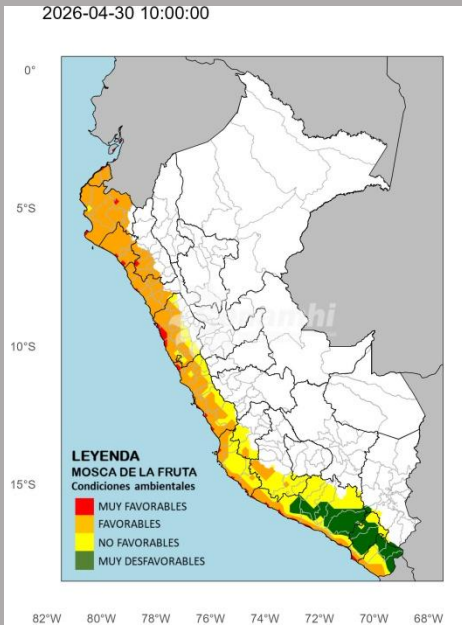 2026-04-30 10:00:00
0°
5°S
10°S
15°S
senamhi
LEYENDA
MOSCA DE LA FRUTA
Condiciones ambientales
MUY FAVORABLES
FAVORABLES
NO FAVORABLES
MUY DESFAVORABLES
82°W 80°W 78°W 76°W 74°W 72°W 70°W 68°W